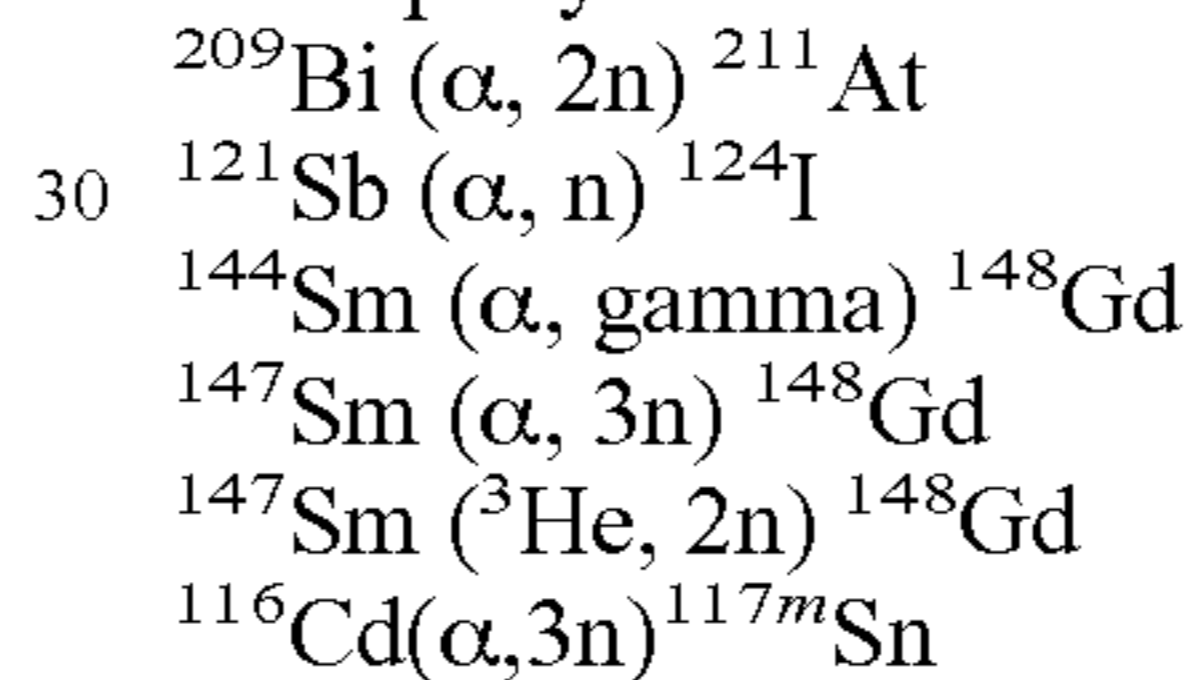 ²⁰⁹Bi (α, 2n) ²¹¹At
30 ¹²¹Sb (α, n) ¹²⁴I
¹⁴⁴Sm (α, gamma) ¹⁴⁸Gd
¹⁴⁷Sm (α, 3n) ¹⁴⁸Gd
¹⁴⁷Sm (³He, 2n) ¹⁴⁸Gd
¹¹⁶Cd(α,3n)¹¹⁷ᵐSn